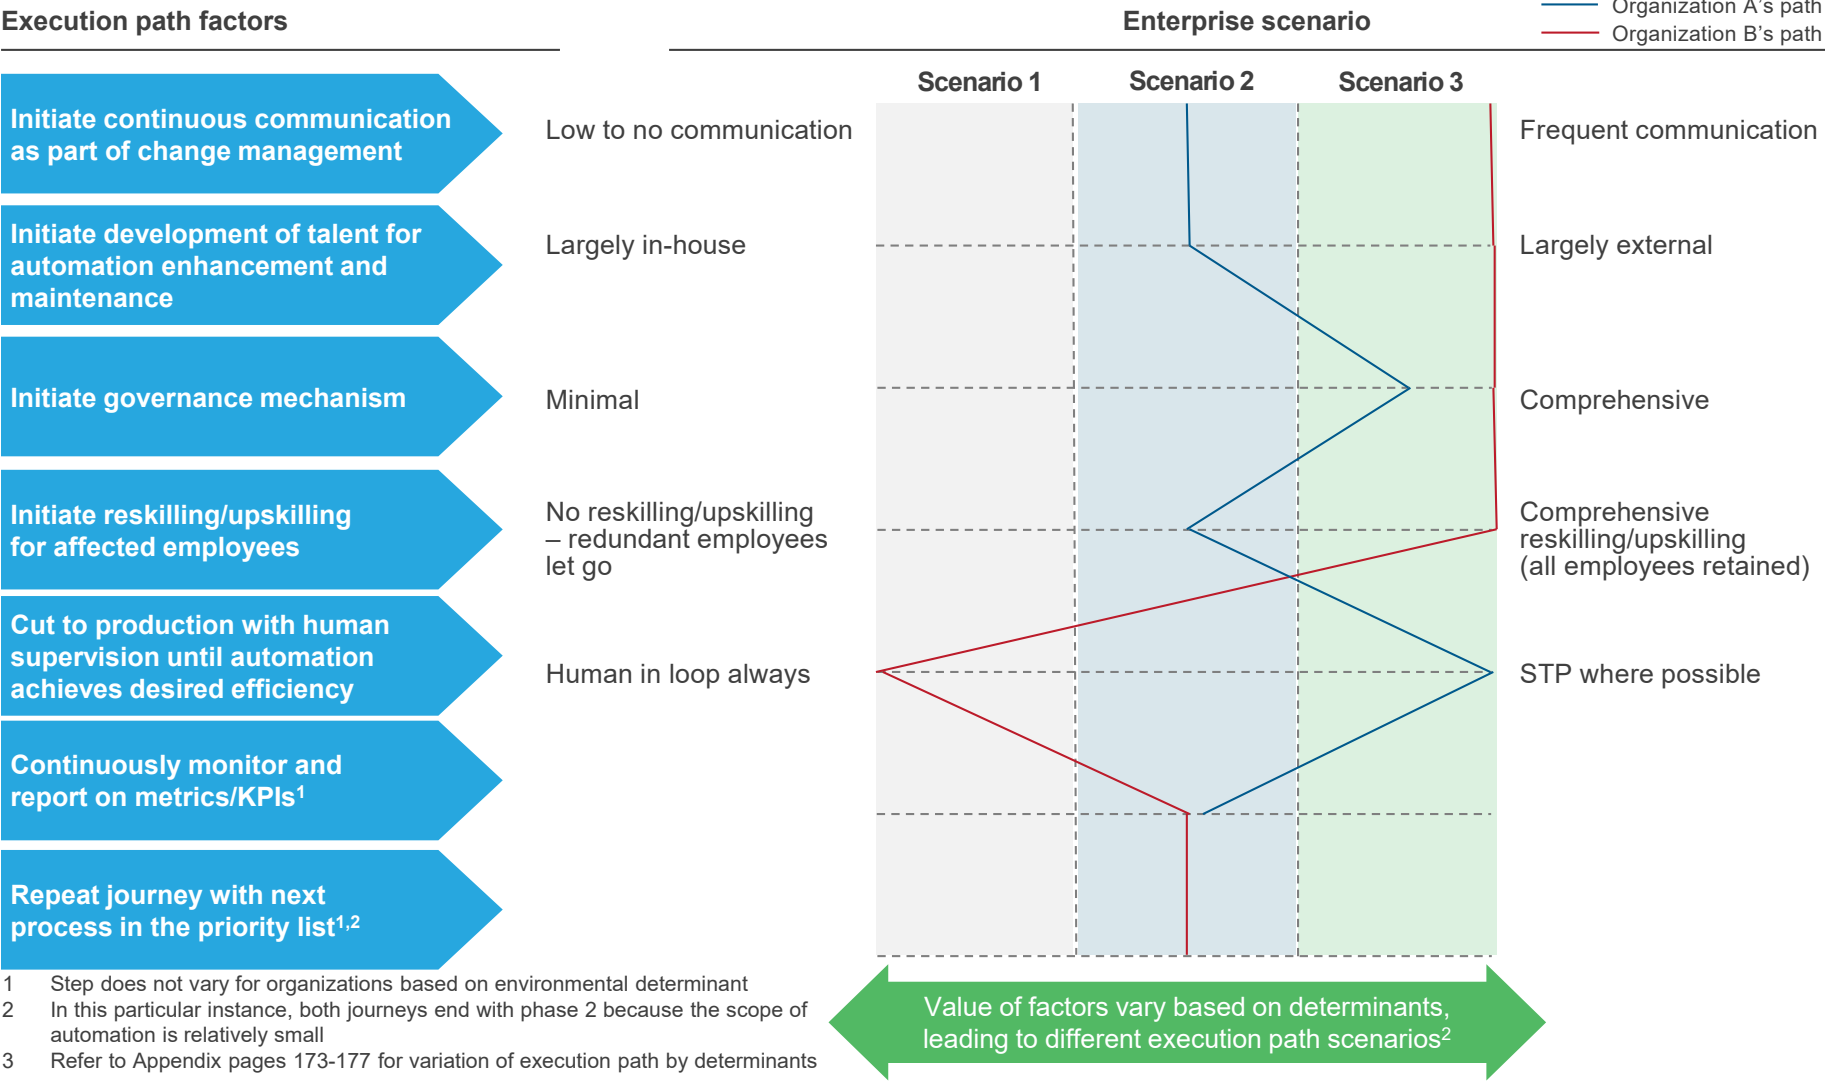 Execution path factors
Enterprise scenario
Organization A's path
Organization B's path
Scenario 1
Scenario 2
Scenario 3
Initiate continuous communication
as part of change management
Low to no communication
Frequent communication
Initiate development of talent for
automation enhancement and
maintenance
Largely in-house
Largely external
Initiate governance mechanism
Minimal
Comprehensive
Initiate reskilling/upskilling
for affected employees
No reskilling/upskilling
– redundant employees
let go
Comprehensive
reskilling/upskilling
(all employees retained)
Cut to production with human
supervision until automation
achieves desired efficiency
Human in loop always
STP where possible
Continuously monitor and
report on metrics/KPIs1
Repeat journey with next
process in the priority list1,2
1 Step does not vary for organizations based on environmental determinant
2 In this particular instance, both journeys end with phase 2 because the scope of
automation is relatively small
3 Refer to Appendix pages 173-177 for variation of execution path by determinants
Value of factors vary based on determinants,
leading to different execution path scenarios2